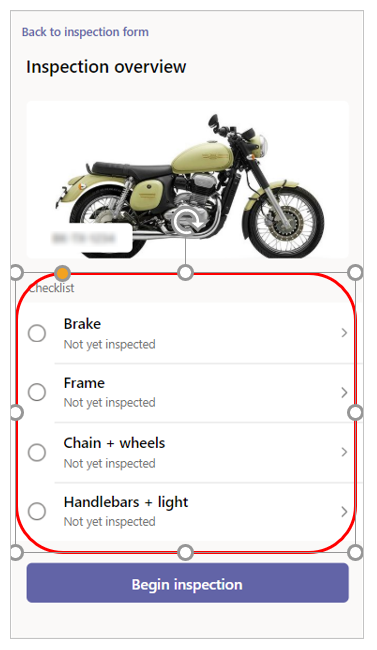 Back to inspection form
Inspection overview
Checklist
Brake
Not yet inspected
Frame
Not yet inspected
Chain + wheels
Not yet inspected
Handlebars + light
Not yet inspected
Begin inspection